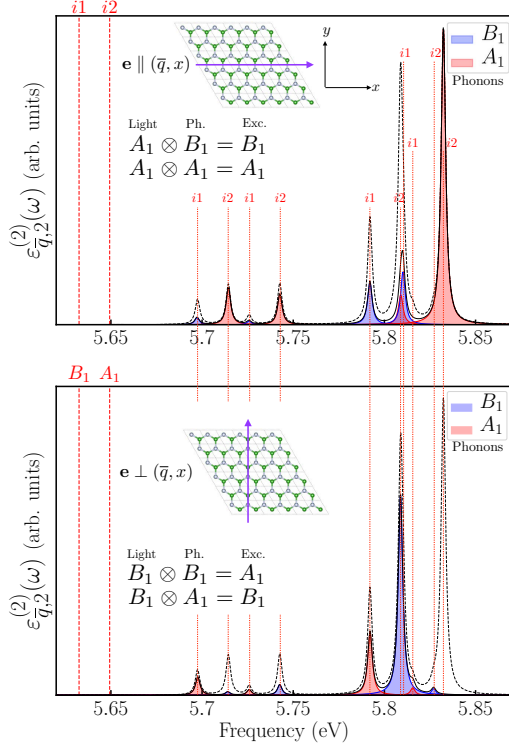 i1 i2
B₁
A₁
Phonons
y
x
e ∥ (q̅, x)
Light Ph. Exc.
A₁ ⊗ B₁ = B₁
A₁ ⊗ A₁ = A₁
i1 i2 i1 i2 i1 i2 i1 i2
i1
i1
i2
ε⁽²⁾q̅,2(ω) (arb. units)
5.65 5.7 5.75 5.8 5.85
B₁ A₁
B₁
A₁
Phonons
e ⊥ (q̅, x)
Light Ph. Exc.
B₁ ⊗ B₁ = A₁
B₁ ⊗ A₁ = B₁
ε⁽²⁾q̅,2(ω) (arb. units)
5.65 5.7 5.75 5.8 5.85
Frequency (eV)